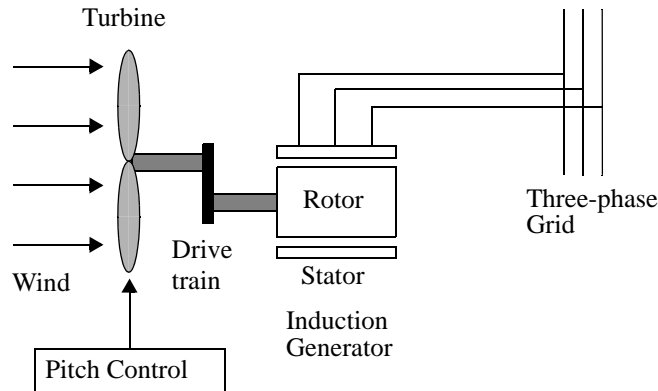 Turbine
Rotor
Three-phase
Grid
Drive
train
Wind
Stator
Induction
Generator
Pitch Control